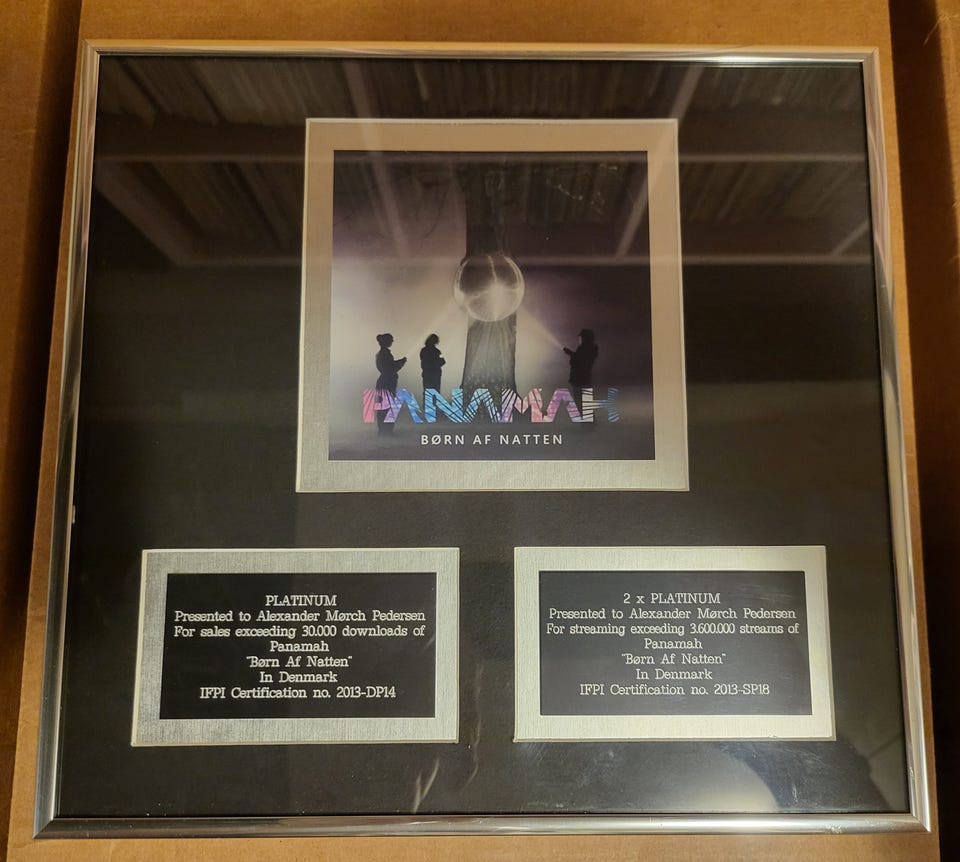 PANAMAH
BØRN AF NATTEN
PLATINUM
Presented to Alexander Mørch Pedersen
For sales exceeding 30.000 downloads of
Panamah
"Børn Af Natten"
In Denmark
IFPI Certification no. 2013-DP14
2 x PLATINUM
Presented to Alexander Mørch Pedersen
For streaming exceeding 3.600.000 streams of
Panamah
"Børn Af Natten"
In Denmark
IFPI Certification no. 2013-SP18